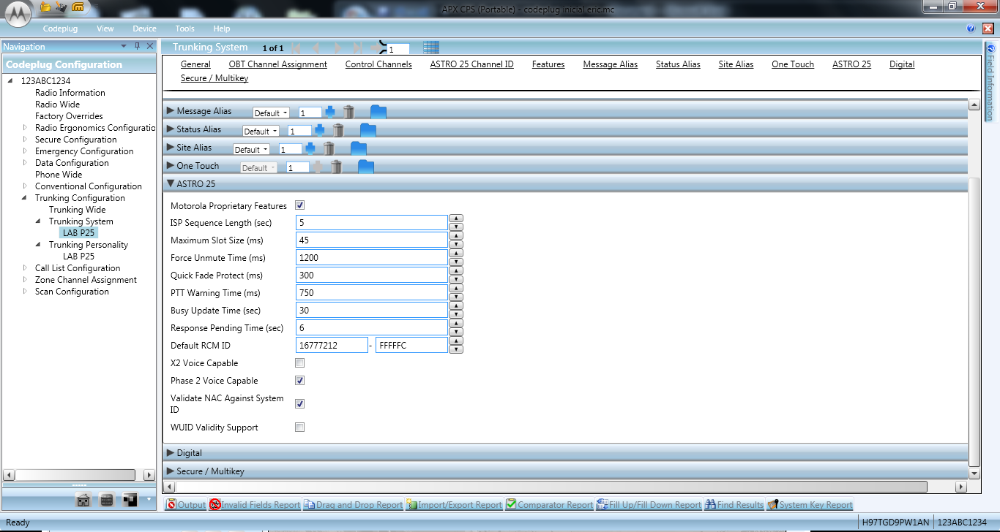 APX CPS (Portable) - codeplug inicial eric.mc
Codeplug View Device Tools Help
Navigation
Codeplug Configuration
123ABC1234
Radio Information
Radio Wide
Factory Overrides
Radio Ergonomics Configuratio
Secure Configuration
Emergency Configuration
Data Configuration
Phone Wide
Conventional Configuration
Trunking Configuration
Trunking Wide
Trunking System
LAB P25
Trunking Personality
LAB P25
Call List Configuration
Zone Channel Assignment
Scan Configuration
Trunking System 1 of 1 1
General OBT Channel Assignment Control Channels ASTRO 25 Channel ID Features Message Alias Status Alias Site Alias One Touch ASTRO 25 Digital
Secure / Multikey
Message Alias Default 1
Status Alias Default 1
Site Alias Default 1
One Touch Default 1
ASTRO 25
Motorola Proprietary Features
ISP Sequence Length (sec) 5
Maximum Slot Size (ms) 45
Force Unmute Time (ms) 1200
Quick Fade Protect (ms) 300
PTT Warning Time (ms) 750
Busy Update Time (sec) 30
Response Pending Time (sec) 6
Default RCM ID 16777212 - FFFFFC
X2 Voice Capable
Phase 2 Voice Capable
Validate NAC Against System
ID
WUID Validity Support
Digital
Secure / Multikey
Field Information
Output Invalid Fields Report Drag and Drop Report Import/Export Report Comparator Report Fill Up/Fill Down Report Find Results System Key Report
Ready H97TGD9PW1AN 123ABC1234